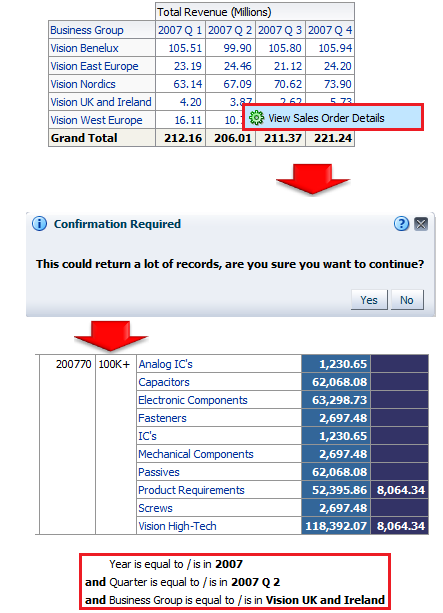 Total Revenue (Millions)
Business Group 2007 Q 1 2007 Q 2 2007 Q 3 2007 Q 4
Vision Benelux 105.51 99.90 105.80 105.94
Vision East Europe 23.19 24.46 21.12 24.20
Vision Nordics 63.14 67.09 70.62 73.90
Vision UK and Ireland 4.20 3.87 2.62 5.73
Vision West Europe 16.11 10.
View Sales Order Details
Grand Total 212.16 206.01 211.37 221.24
Confirmation Required
This could return a lot of records, are you sure you want to continue?
Yes No
200770 100K+ Analog IC's 1,230.65
Capacitors 62,068.08
Electronic Components 63,298.73
Fasteners 2,697.48
IC's 1,230.65
Mechanical Components 2,697.48
Passives 62,068.08
Product Requirements 52,395.86 8,064.34
Screws 2,697.48
Vision High-Tech 118,392.07 8,064.34
Year is equal to / is in 2007
and Quarter is equal to / is in 2007 Q 2
and Business Group is equal to / is in Vision UK and Ireland